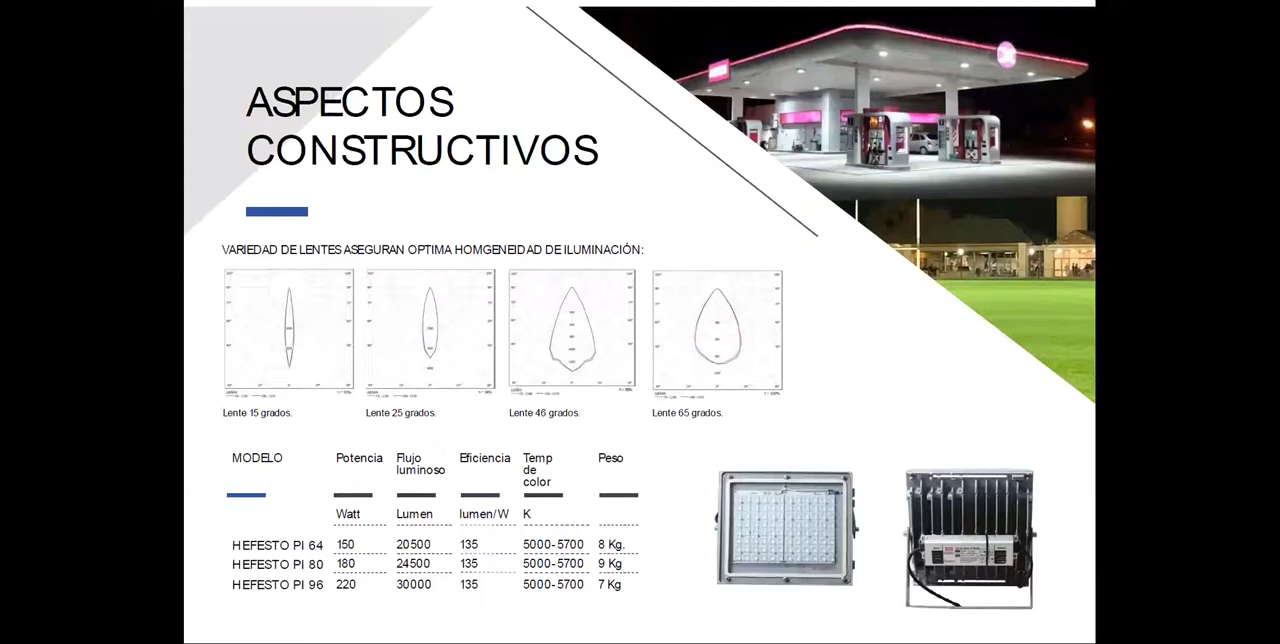 ASPECTOS
CONSTRUCTIVOS
VARIEDAD DE LENTES ASEGURAN OPTIMA HOMGENEIDAD DE ILUMINACIÓN:
Lente 15 grados. Lente 25 grados. Lente 46 grados. Lente 65 grados.
MODELO Potencia Flujo luminoso Eficiencia Temp de color Peso
Watt Lumen lumen/W K
HEFESTO PI 64 150 20500 135 5000-5700 8 Kg.
HEFESTO PI 80 180 24500 135 5000-5700 9 Kg
HEFESTO PI 96 220 30000 135 5000-5700 7 Kg